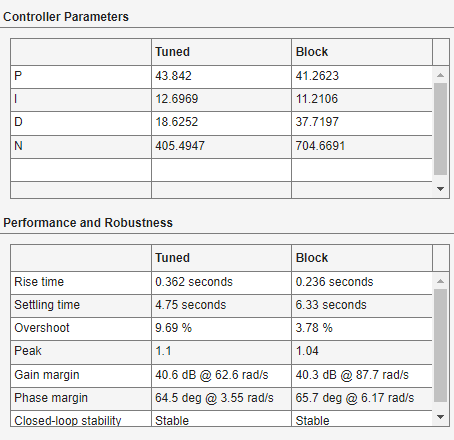 Controller Parameters
Tuned Block
P 43.842 41.2623
I 12.6969 11.2106
D 18.6252 37.7197
N 405.4947 704.6691
Performance and Robustness
Tuned Block
Rise time 0.362 seconds 0.236 seconds
Settling time 4.75 seconds 6.33 seconds
Overshoot 9.69 % 3.78 %
Peak 1.1 1.04
Gain margin 40.6 dB @ 62.6 rad/s 40.3 dB @ 87.7 rad/s
Phase margin 64.5 deg @ 3.55 rad/s 65.7 deg @ 6.17 rad/s
Closed-loop stability Stable Stable